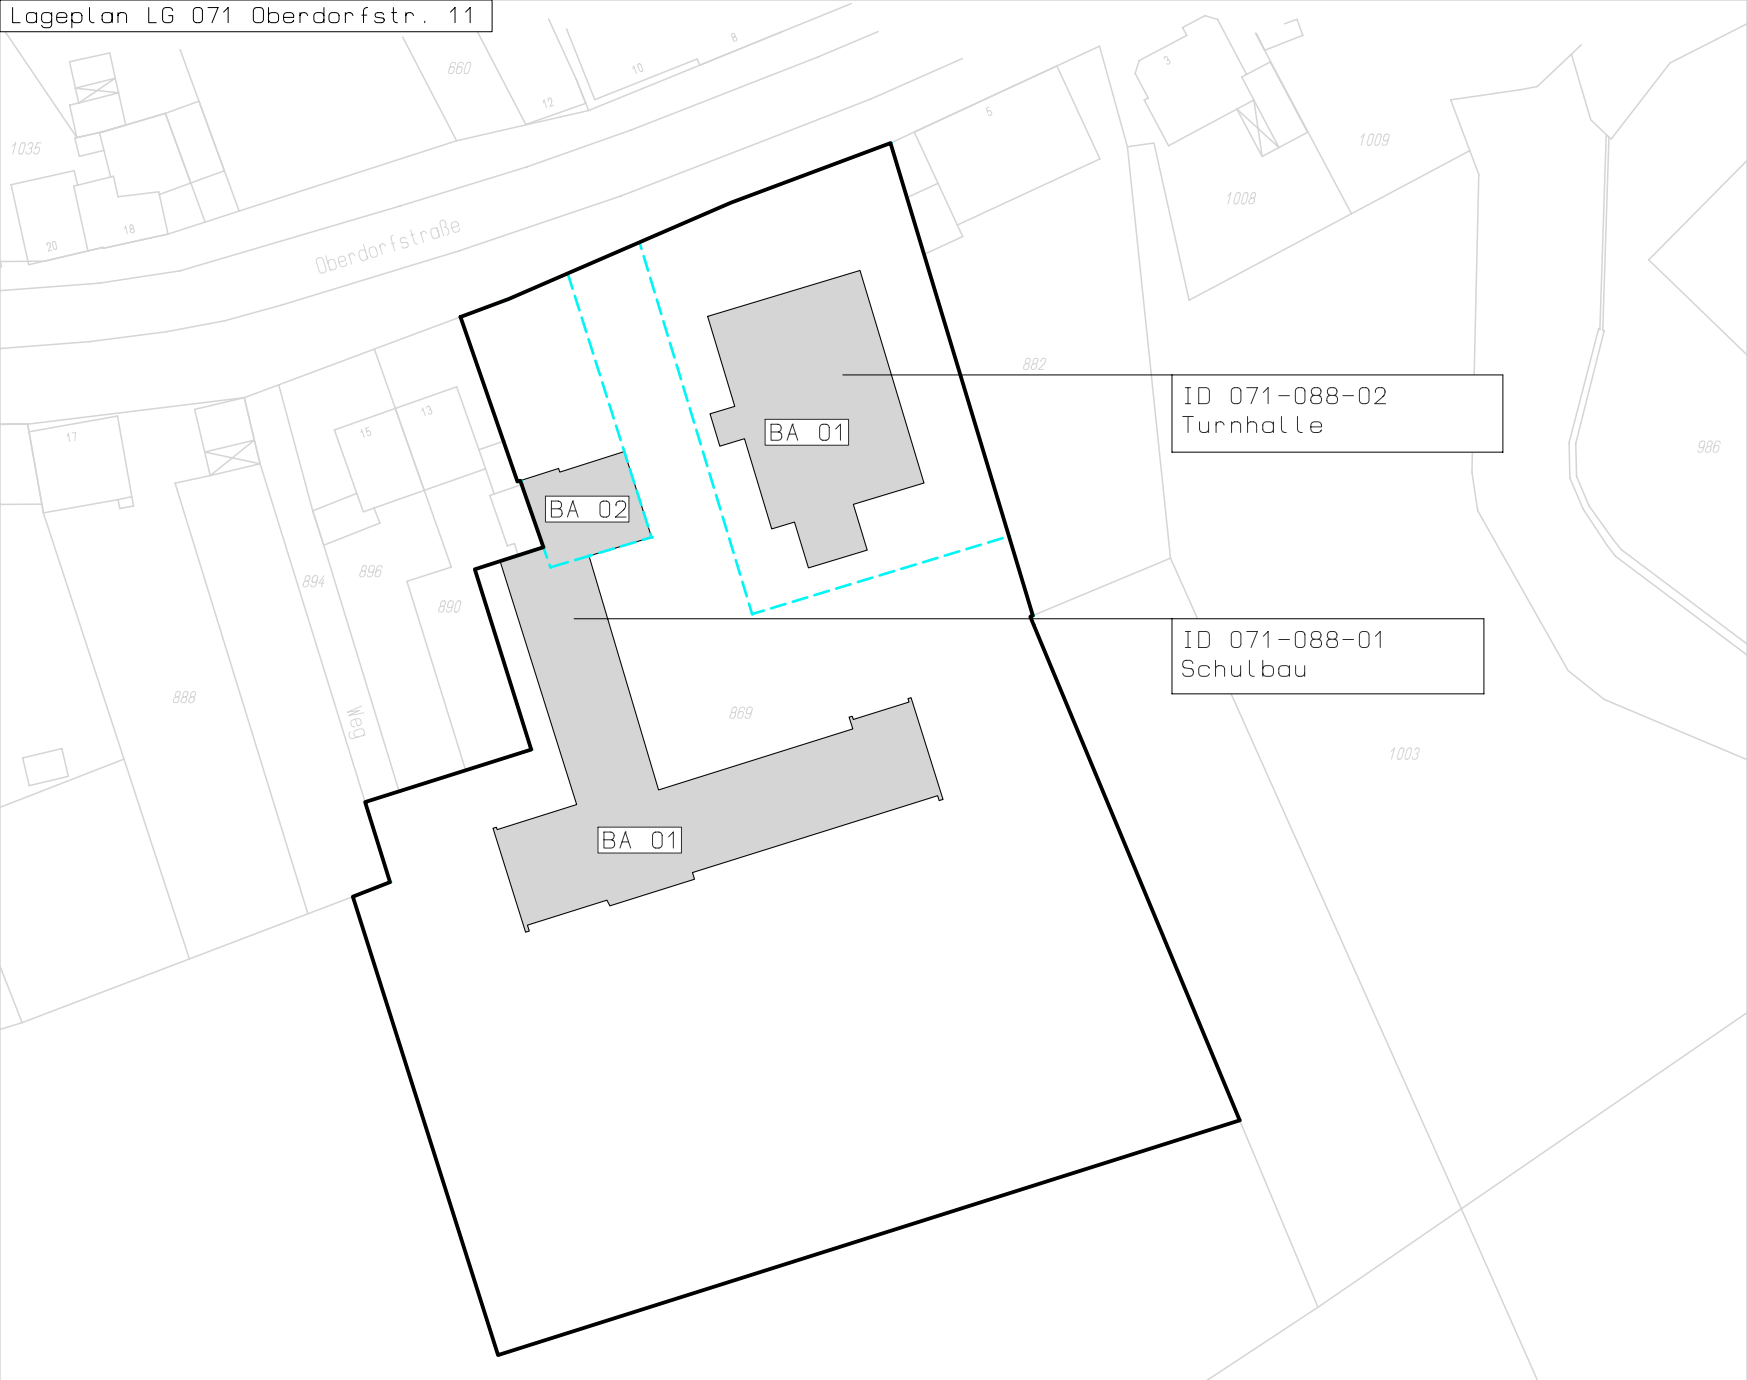 Lageplan LG 071 Oberdorfstr. 11
660
10
8
12
3
5
1035
1009
1008
20
18
Oberdorfstraße
882
ID 071-088-02
Turnhalle
13
15
17
BA 01
986
BA 02
894
896
890
ID 071-088-01
Schulbau
888
Weg
869
1003
BA 01